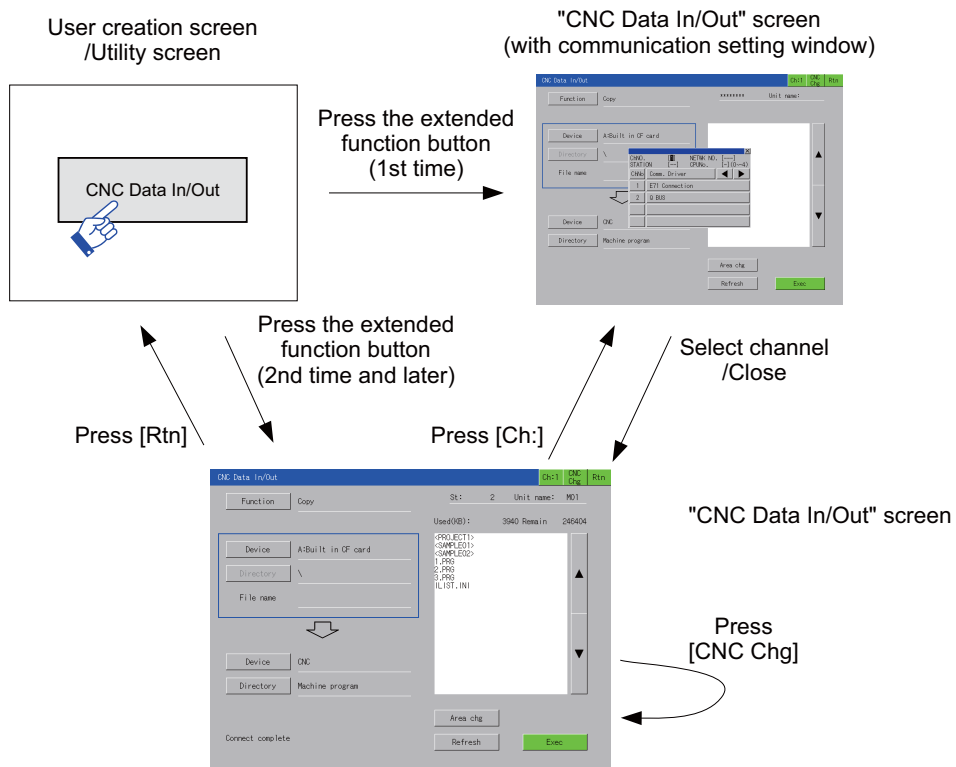 User creation screen
/Utility screen
"CNC Data In/Out" screen
(with communication setting window)
CNC Data In/Out
Press the extended
function button
(1st time)
CNC Data In/Out
Ch:1
CNC
Chg
Rtn
Function
Copy
********
Unit name:
Device
A:Built in CF card
Directory
\
File name
ChNO.
NETWK NO. [---]
STATION [--]
CPUNo. [-](0--4)
ChNo
Comm. Driver
1 E71 Connection
2 Q BUS
Device
CNC
Directory
Machine program
Area chg
Refresh
Exec
Press the extended
function button
(2nd time and later)
Select channel
/Close
Press [Rtn]
Press [Ch:]
CNC Data In/Out
Ch:1
CNC
Chg
Rtn
Function
Copy
St: 2 Unit name: M01
Used(KB): 3940 Remain 246404
Device
A:Built in CF card
Directory
\
File name
<PROJECT1>
<SAMPLE01>
<SAMPLE02>
1.PRG
2.PRG
3.PRG
ILIST.INI
Device
CNC
Directory
Machine program
Area chg
Connect complete
Refresh
Exec
"CNC Data In/Out" screen
Press
[CNC Chg]